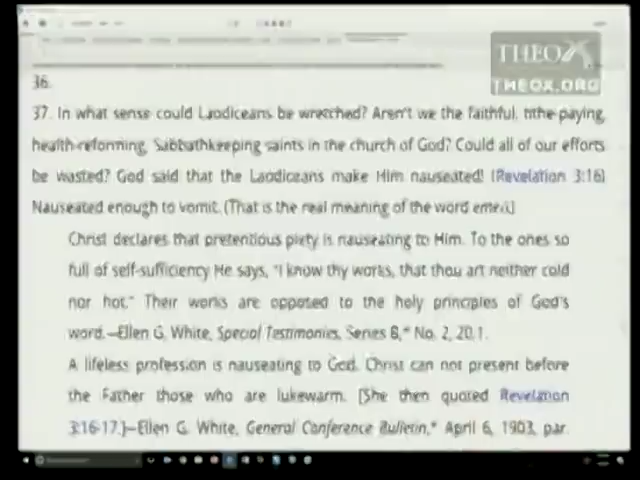 THEOX
THEOX.ORG
36.
37. In what sense could Laodiceans be wretched? Aren't we the faithful, tithe-paying,
health-reforming, Sabbathkeeping saints in the church of God? Could all of our efforts
be wasted? God said that the Laodiceans make Him nauseated! (Revelation 3:16)
Nauseated enough to vomit. (That is the real meaning of the word
Christ declares that pretentious piety is nauseating to Him. To the ones so
full of self-sufficiency He says, "I know thy works, that thou art neither cold
nor hot." Their works are opposed to the holy principles of God's
word.—Ellen G. White, Special Testimonies, Series B,* No. 2, 20.1.
A lifeless profession is nauseating to God. Christ can not present before
the Father those who are lukewarm. [She then quoted Revelation
3:16-17.]—Ellen G. White, General Conference Bulletin,* April 6, 1903, par.